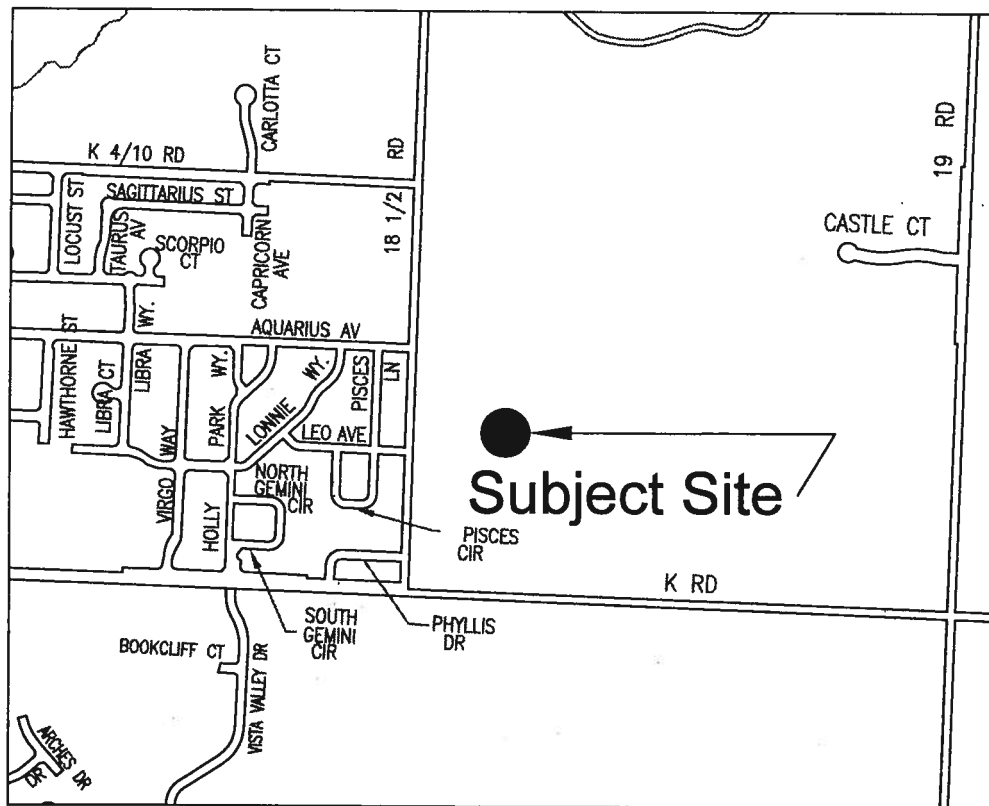 CARLOTTA CT
K 4/10 RD
18 1/2 RD
19 RD
SAGITTARIUS ST
LOCUST ST
TAURUS
AV
SCORPIO
CT
CAPRICORN
AVE
CASTLE CT
AQUARIUS AV
HAWTHORNE ST
LIBRA CT
LIBRA WY.
PARK WY.
LONNIE WY.
PISCES LN
LEO AVE
VIRGO WAY
HOLLY
NORTH
GEMINI
CIR
Subject Site
PISCES
CIR
K RD
SOUTH
GEMINI
CIR
PHYLLIS
DR
BOOKCLIFF CT
VISTA VALLEY DR
ARCHES DR
DR